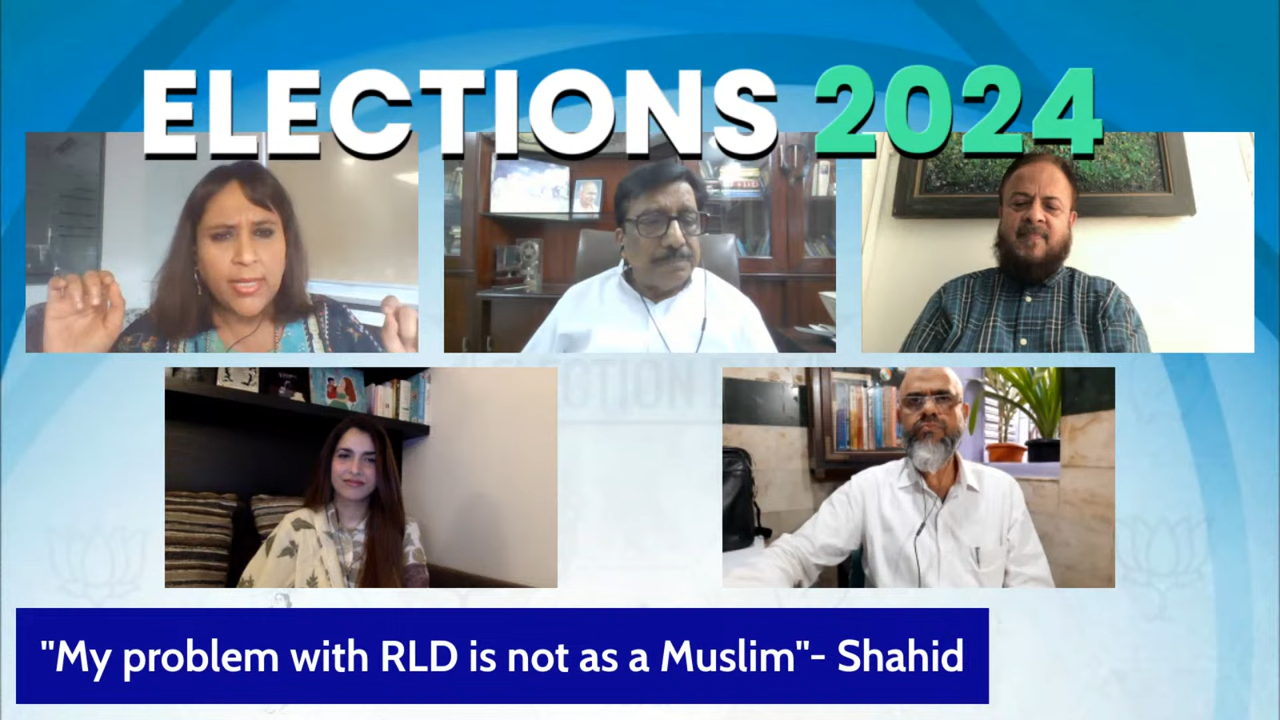 ELECTIONS 2024
"My problem with RLD is not as a Muslim"- Shahid